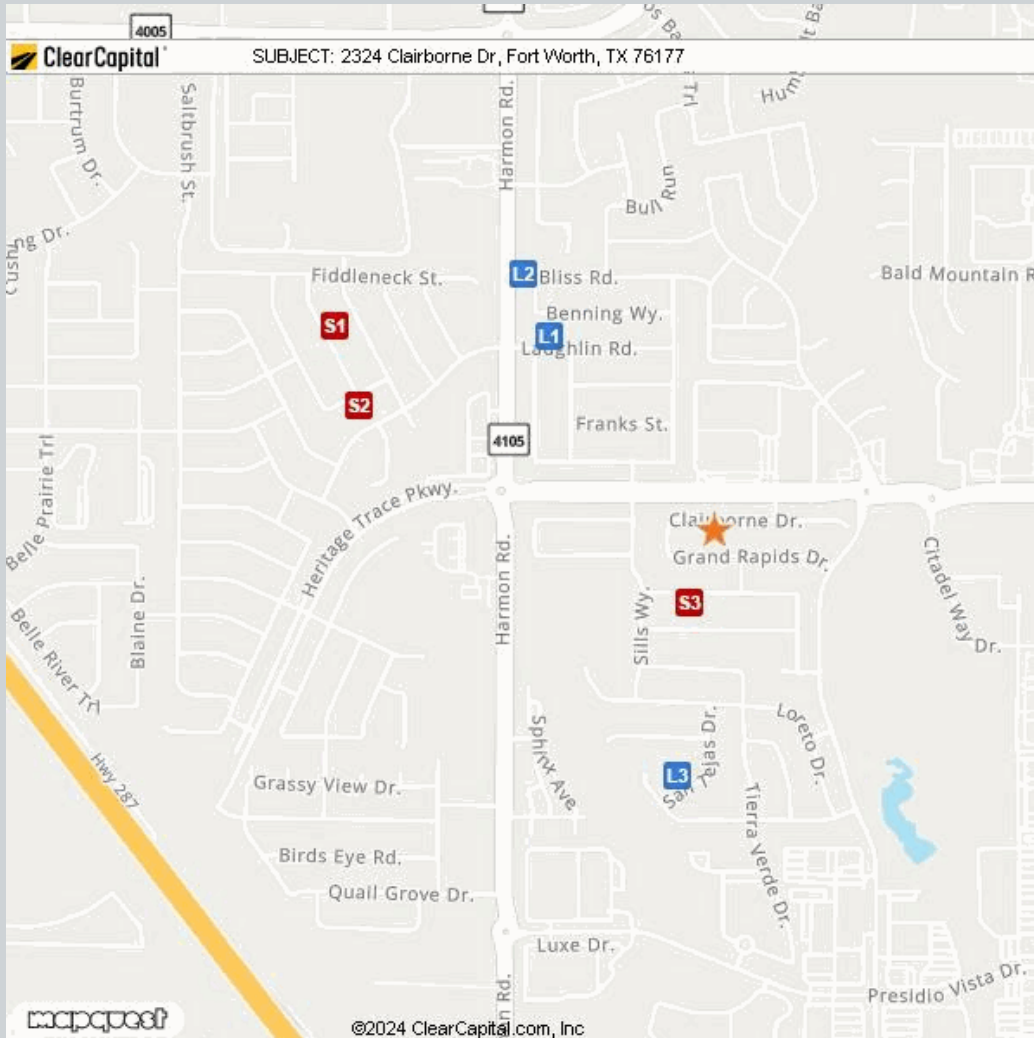 4005
ClearCapital
SUBJECT: 2324 Clairborne Dr, Fort Worth, TX 76177
Burtrum Dr.
Saltbrush St.
Harmon Rd.
Trl
Bull Run
ng Dr.
Fiddleneck St.
L2
Bliss Rd.
Bald Mountain R
S1
Benning Wy.
L1
Laughlin Rd.
S2
Franks St.
4105
Belle Prairie Trl
Heritage Trace Pkwy.
Clairborne Dr.
Grand Rapids Dr.
Harmon Rd.
Citadel Way Dr.
Blaine Dr.
S3
Sills Wy.
Belle River Trl
Loreto Dr.
Sphinx Ave
L3
Hwy 287
Grassy View Dr.
Tierra Verde Dr.
Birds Eye Rd.
Quail Grove Dr.
Luxe Dr.
Presidio Vista Dr.
mapquest
©2024 ClearCapital.com, Inc